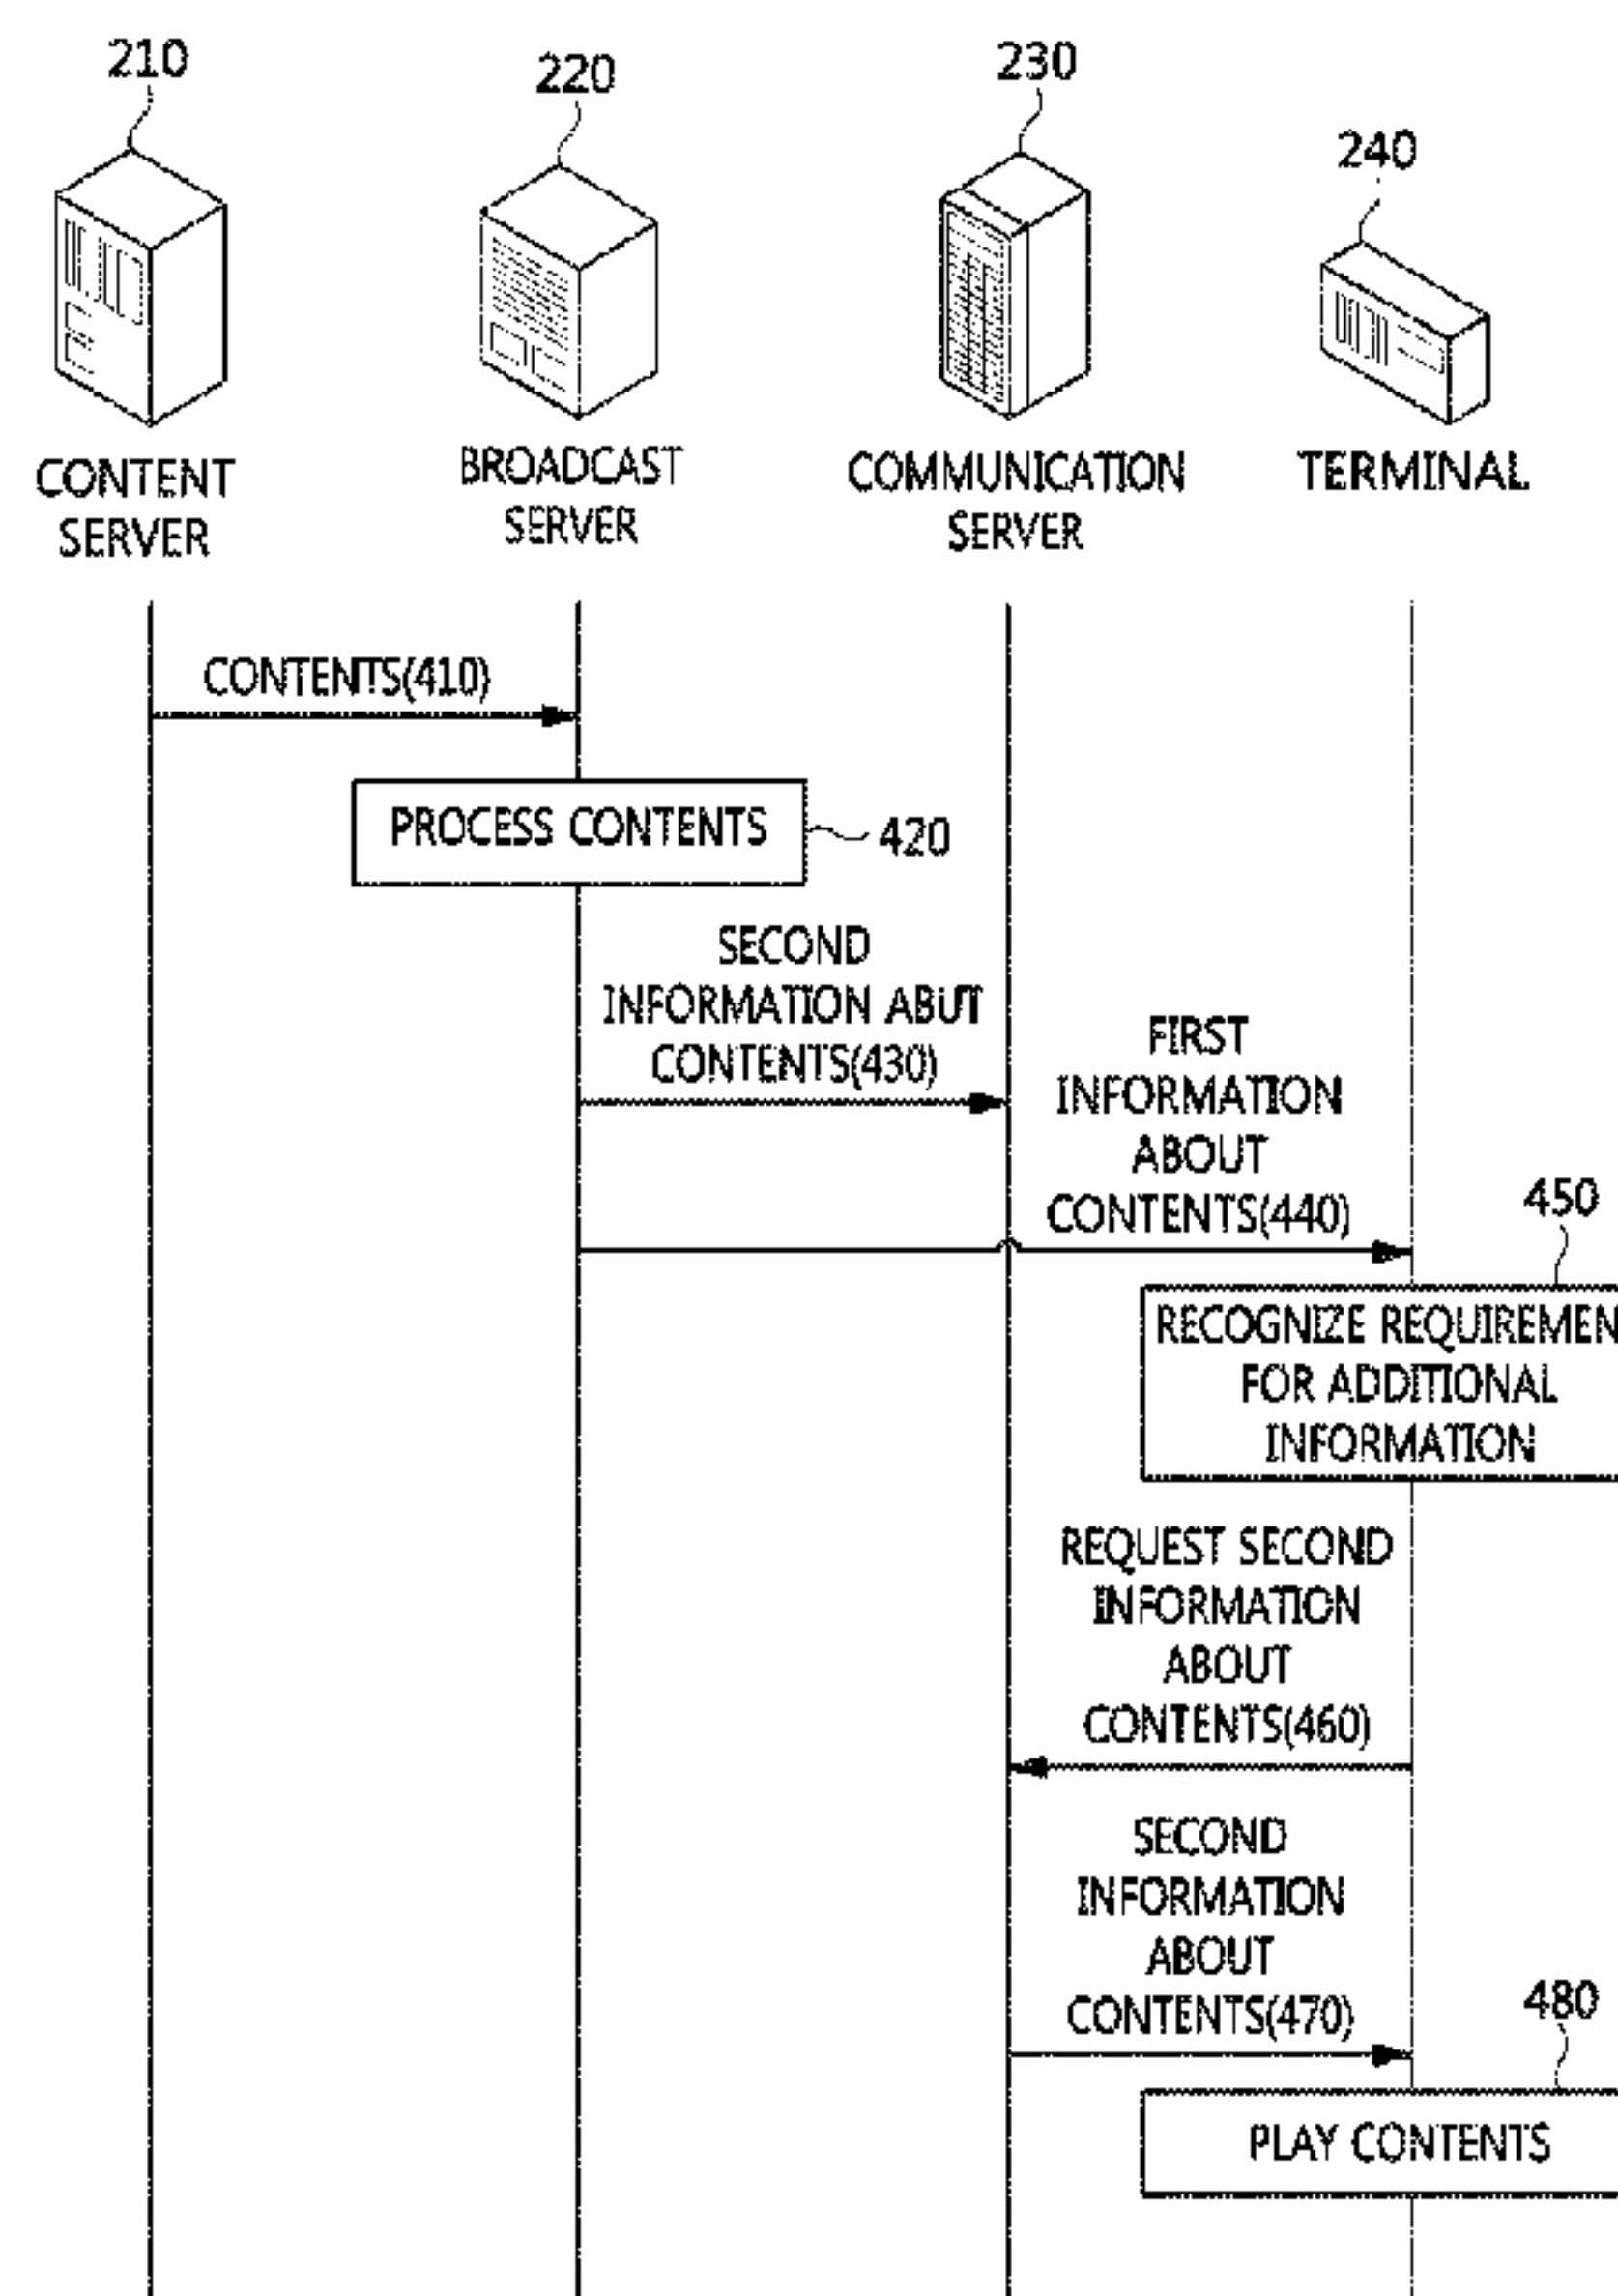 210
220
230
240
CONTENT
SERVER
BROADCAST
SERVER
COMMUNICATION
SERVER
TERMINAL
CONTENTS(410)
PROCESS CONTENTS
420
SECOND
INFORMATION ABUT
CONTENTS(430)
FIRST
INFORMATION
ABOUT
CONTENTS(440)
450
RECOGNIZE REQUIREMEN
FOR ADDITIONAL
INFORMATION
REQUEST SECOND
INFORMATION
ABOUT
CONTENTS(460)
SECOND
INFORMATION
ABOUT
CONTENTS(470)
480
PLAY CONTENTS